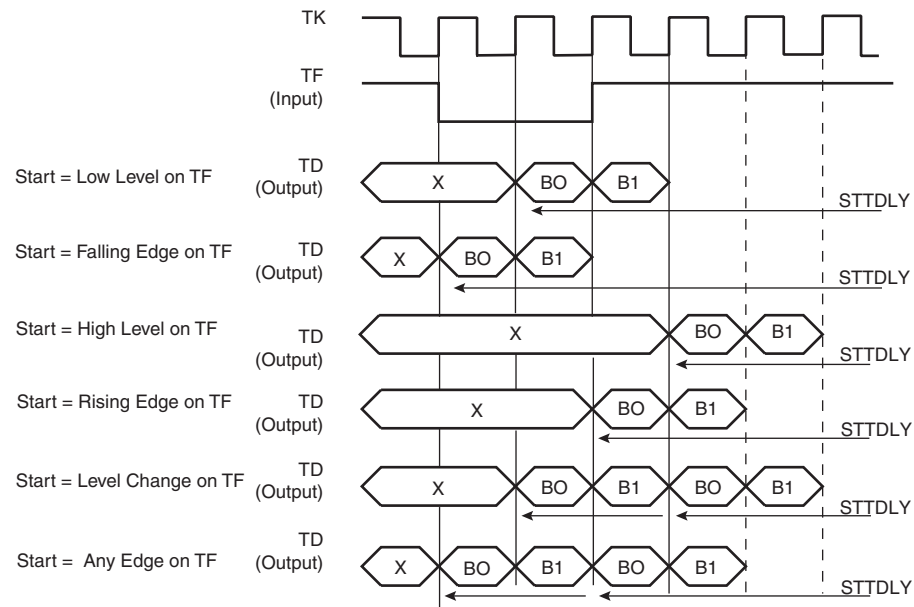 TK
TF
(Input)
Start = Low Level on TF
TD
(Output)
X
BO
B1
STTDLY
Start = Falling Edge on TF
TD
(Output)
X
BO
B1
STTDLY
Start = High Level on TF
TD
(Output)
X
BO
B1
STTDLY
Start = Rising Edge on TF
TD
(Output)
X
BO
B1
STTDLY
Start = Level Change on TF
TD
(Output)
X
BO
B1
BO
B1
STTDLY
Start = Any Edge on TF
TD
(Output)
X
BO
B1
BO
B1
STTDLY